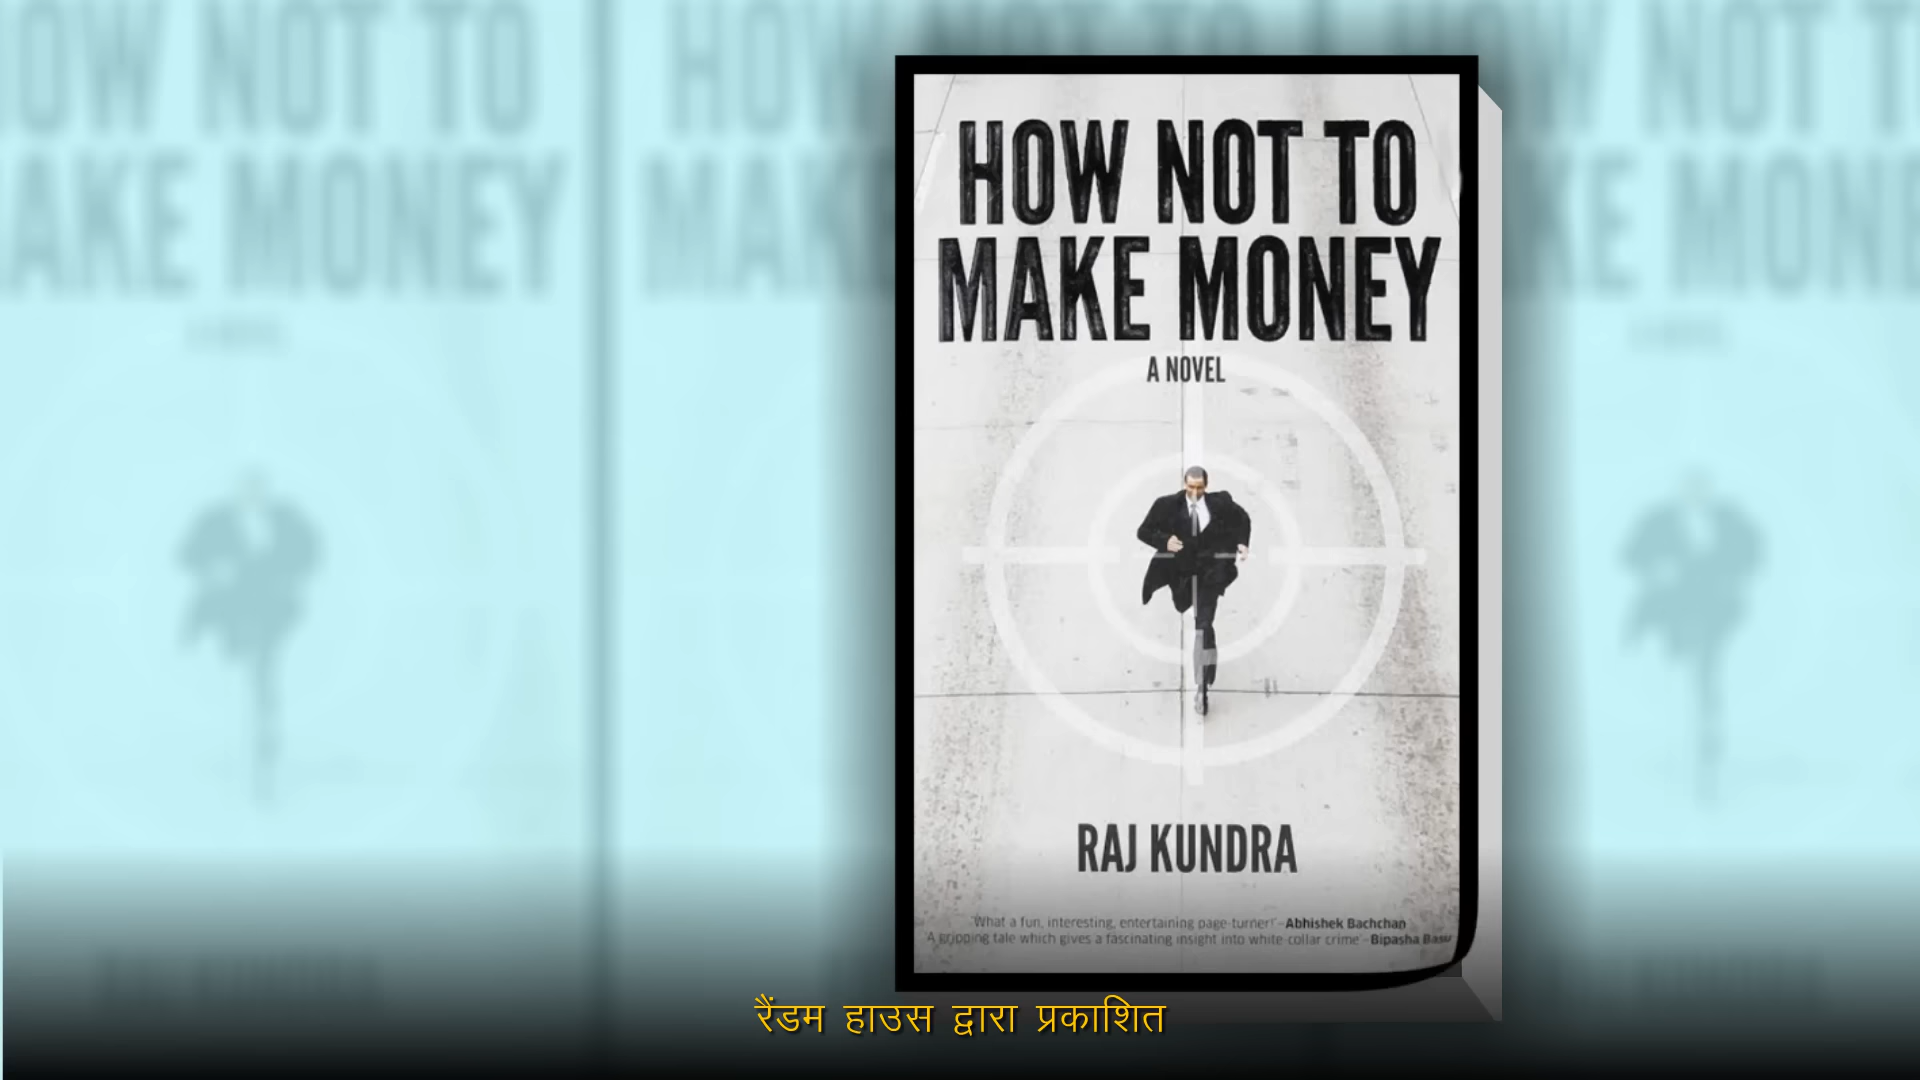 HOW NOT TO
MAKE MONEY
A NOVEL
RAJ KUNDRA
'What a fun, interesting, entertaining page-turner!'–Abhishek Bachchan
'A gripping tale which gives a fascinating insight into white-collar crime'–Bipasha Basu
रैंडम हाउस द्वारा प्रकाशित